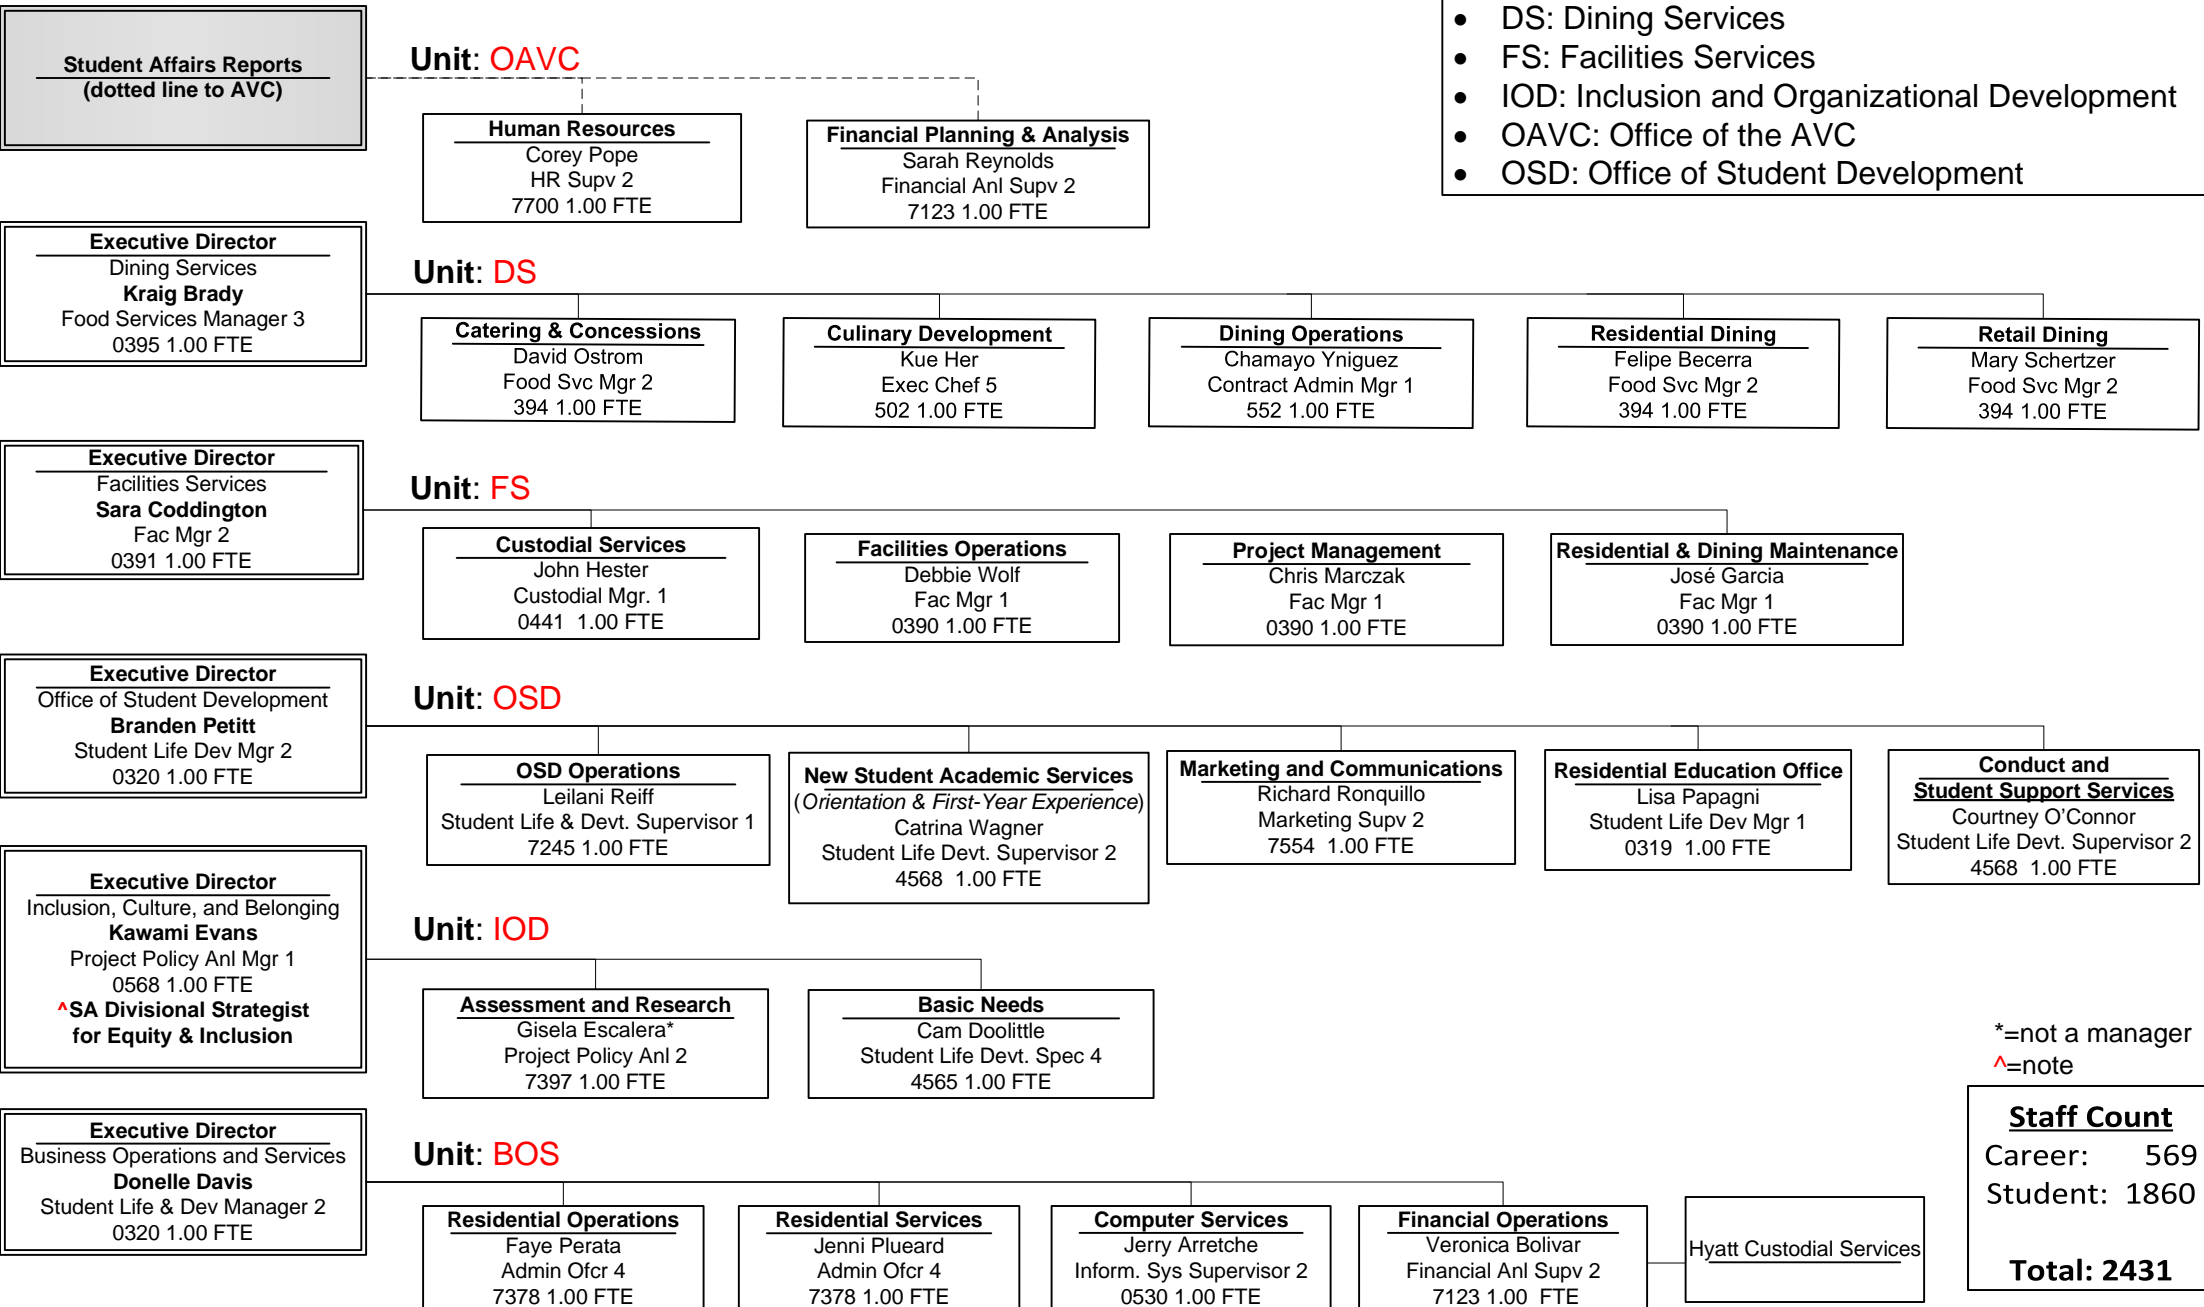 Student Affairs Reports
(dotted line to AVC)
Unit: OAVC
Human Resources
Corey Pope
HR Supv 2
7700 1.00 FTE
Financial Planning & Analysis
Sarah Reynolds
Financial Anl Supv 2
7123 1.00 FTE
• DS: Dining Services
• FS: Facilities Services
• IOD: Inclusion and Organizational Development
• OAVC: Office of the AVC
• OSD: Office of Student Development
Executive Director
Dining Services
Kraig Brady
Food Services Manager 3
0395 1.00 FTE
Unit: DS
Catering & Concessions
David Ostrom
Food Svc Mgr 2
394 1.00 FTE
Culinary Development
Kue Her
Exec Chef 5
502 1.00 FTE
Dining Operations
Chamayo Yniguez
Contract Admin Mgr 1
552 1.00 FTE
Residential Dining
Felipe Becerra
Food Svc Mgr 2
394 1.00 FTE
Retail Dining
Mary Schertzer
Food Svc Mgr 2
394 1.00 FTE
Executive Director
Facilities Services
Sara Coddington
Fac Mgr 2
0391 1.00 FTE
Unit: FS
Custodial Services
John Hester
Custodial Mgr. 1
0441 1.00 FTE
Facilities Operations
Debbie Wolf
Fac Mgr 1
0390 1.00 FTE
Project Management
Chris Marczak
Fac Mgr 1
0390 1.00 FTE
Residential & Dining Maintenance
José Garcia
Fac Mgr 1
0390 1.00 FTE
Executive Director
Office of Student Development
Branden Petitt
Student Life Dev Mgr 2
0320 1.00 FTE
Unit: OSD
OSD Operations
Leilani Reiff
Student Life & Devt. Supervisor 1
7245 1.00 FTE
New Student Academic Services
(Orientation & First-Year Experience)
Catrina Wagner
Student Life Devt. Supervisor 2
4568 1.00 FTE
Marketing and Communications
Richard Ronquillo
Marketing Supv 2
7554 1.00 FTE
Residential Education Office
Lisa Papagni
Student Life Dev Mgr 1
0319 1.00 FTE
Conduct and
Student Support Services
Courtney O’Connor
Student Life Devt. Supervisor 2
4568 1.00 FTE
Executive Director
Inclusion, Culture, and Belonging
Kawami Evans
Project Policy Anl Mgr 1
0568 1.00 FTE
^SA Divisional Strategist
for Equity & Inclusion
Unit: IOD
Assessment and Research
Gisela Escalera*
Project Policy Anl 2
7397 1.00 FTE
Basic Needs
Cam Doolittle
Student Life Devt. Spec 4
4565 1.00 FTE
*=not a manager
^=note
Executive Director
Business Operations and Services
Donelle Davis
Student Life & Dev Manager 2
0320 1.00 FTE
Unit: BOS
Residential Operations
Faye Perata
Admin Ofcr 4
7378 1.00 FTE
Residential Services
Jenni Plueard
Admin Ofcr 4
7378 1.00 FTE
Computer Services
Jerry Arretche
Inform. Sys Supervisor 2
0530 1.00 FTE
Financial Operations
Veronica Bolivar
Financial Anl Supv 2
7123 1.00 FTE
Hyatt Custodial Services
Staff Count
Career: 569
Student: 1860
Total: 2431